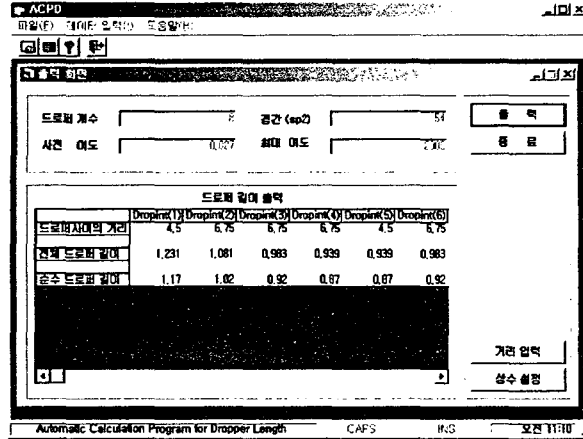 ACPD
파일(F) 데이터 입력(I) 도움말(H)
출력 화면
드로퍼 개수 8 경간 (sp2) 54
사전 이도 0,027 최대 이도
출 력
종 료
드로퍼 길이 출력
Dropint(1) Dropint(2) Dropint(3) Dropint(4) Dropint(5) Dropint(6)
드로퍼사이의 거리 4,5 6,75 6,75 6,75 4,5 6,75
전체 드로퍼 길이 1,231 1,081 0,983 0,939 0,939 0,983
순수 드로퍼 길이 1,17 1,02 0,92 0,87 0,87 0,92
거리 입력
상수 설정
Automatic Calculation Program for Dropper Length CAPS INS 오전 11:10